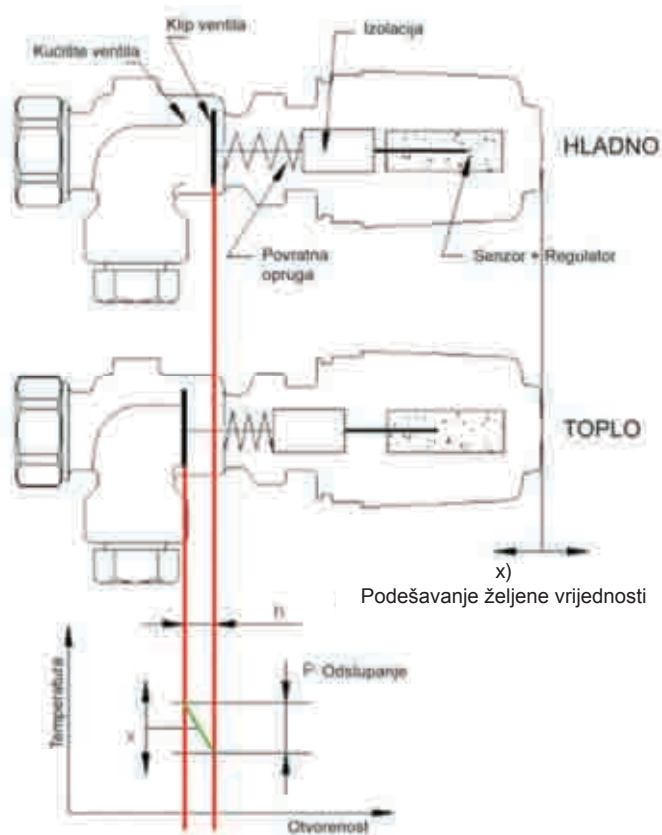 Klip ventila
Izolacija
Kućište ventila
HLADNO
Povratna
opruga
Senzor + Regulator
TOPLO
x)
Podešavanje željene vrijednosti
h
P Odstupanje
Temperatura
x
Otvorenost